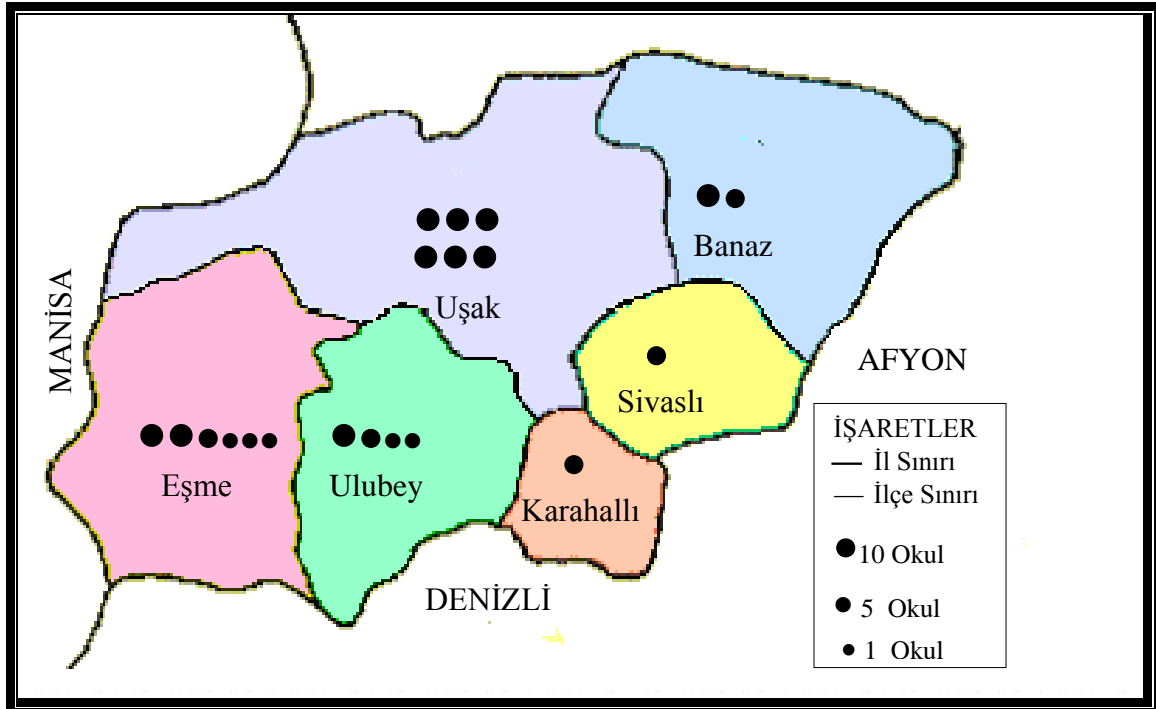 Banaz
Uşak
MANİSA
AFYON
Sivaslı
Eşme
Ulubey
Karahallı
DENİZLİ
İŞARETLER
İl Sınırı
İlçe Sınırı
10 Okul
5 Okul
1 Okul